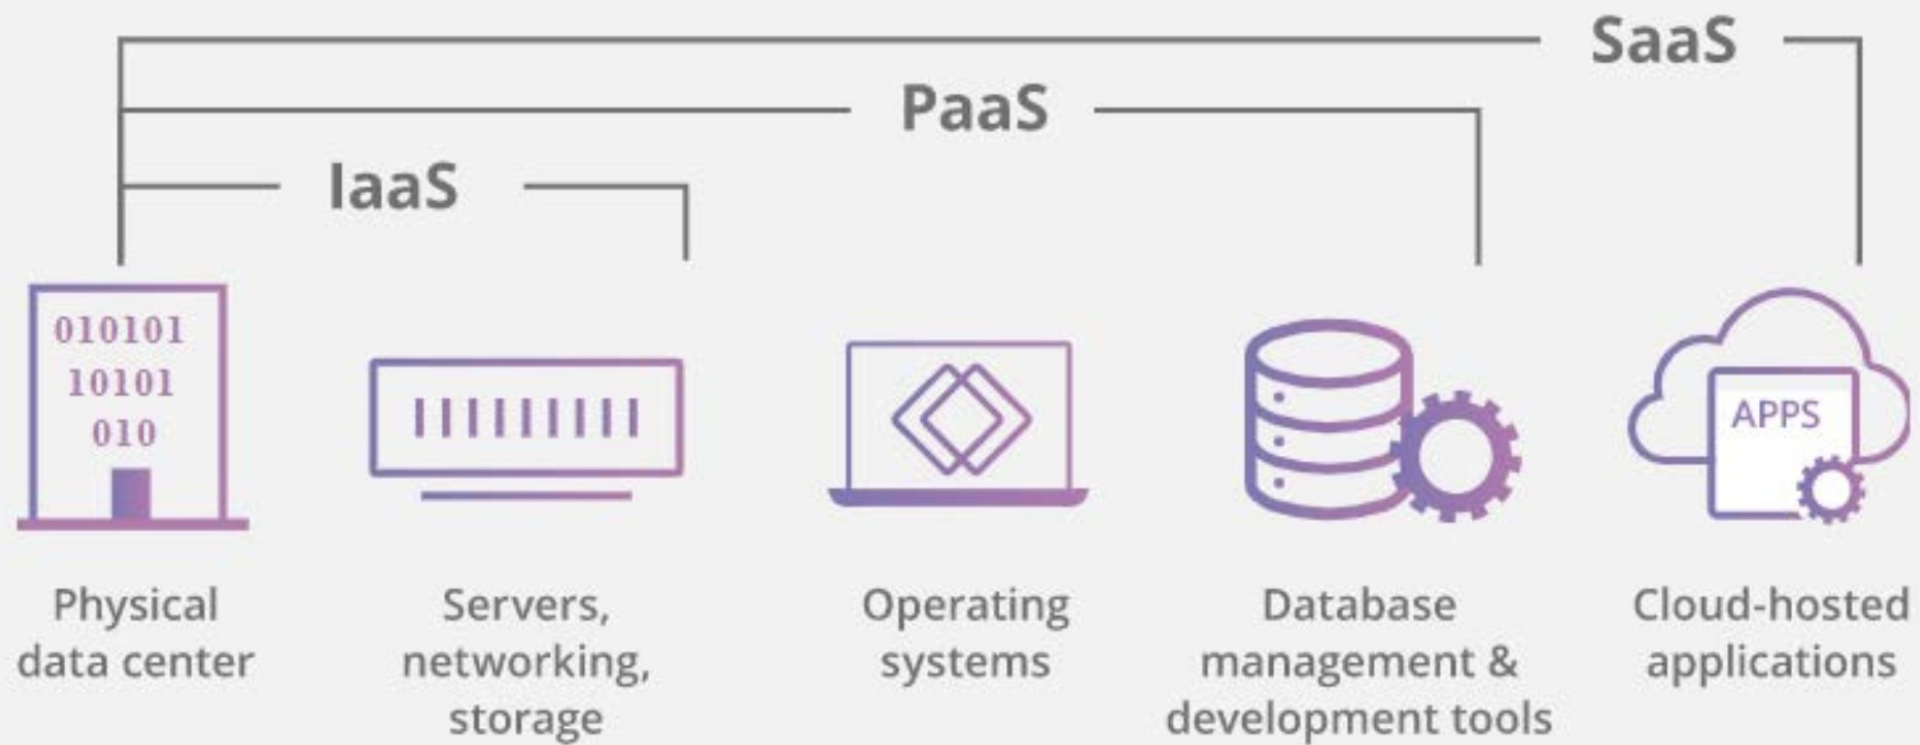 SaaS
PaaS
IaaS
010101
10101
010
APPS
Physical
data center
Servers,
networking,
storage
Operating
systems
Database
management &
development tools
Cloud-hosted
applications